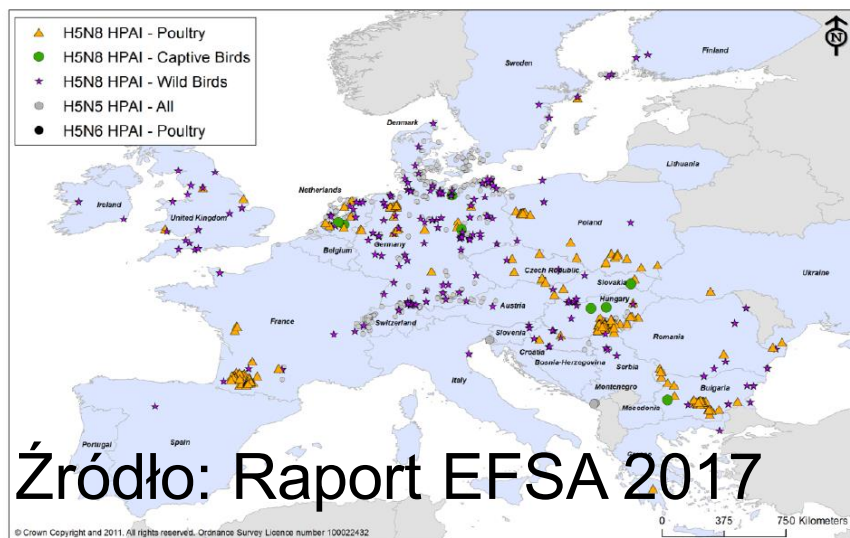 H5N8 HPAI - Poultry
H5N8 HPAI - Captive Birds
H5N8 HPAI - Wild Birds
H5N5 HPAI - All
H5N6 HPAI - Poultry
N
Finland
Sweden
Denmark
Lithuania
Ireland
United Kingdom
Netherlands
Poland
Belgium
Germany
Czech Republic
Ukraine
Slovakia
Hungary
Austria
France
Switzerland
Slovenia
Romania
Croatia
Bosnia-Herzegovina
Serbia
Italy
Montenegro
Bulgaria
Macedonia
Portugal
Spain
Źródło: Raport EFSA 2017
0 375 750 Kilometers
© Crown Copyright and 2011. All rights reserved. Ordnance Survey Licence number 100022432